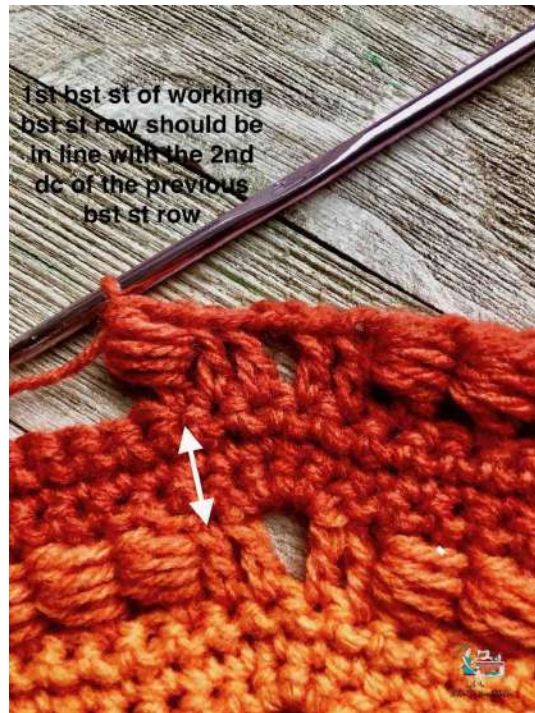 1st bst st of working
bst st row should be
in line with the 2nd
dc of the previous
bst st row